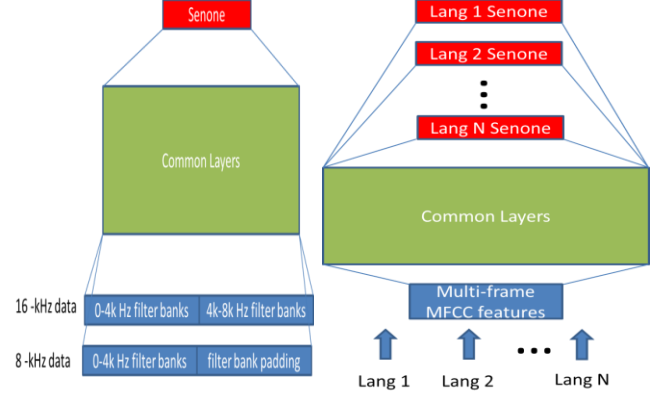 Senone
Common Layers
16 -kHz data
0-4k Hz filter banks
4k-8k Hz filter banks
8 -kHz data
0-4k Hz filter banks
filter bank padding
Lang 1 Senone
Lang 2 Senone
Lang N Senone
Common Layers
Multi-frame
MFCC features
Lang 1
Lang 2
Lang N